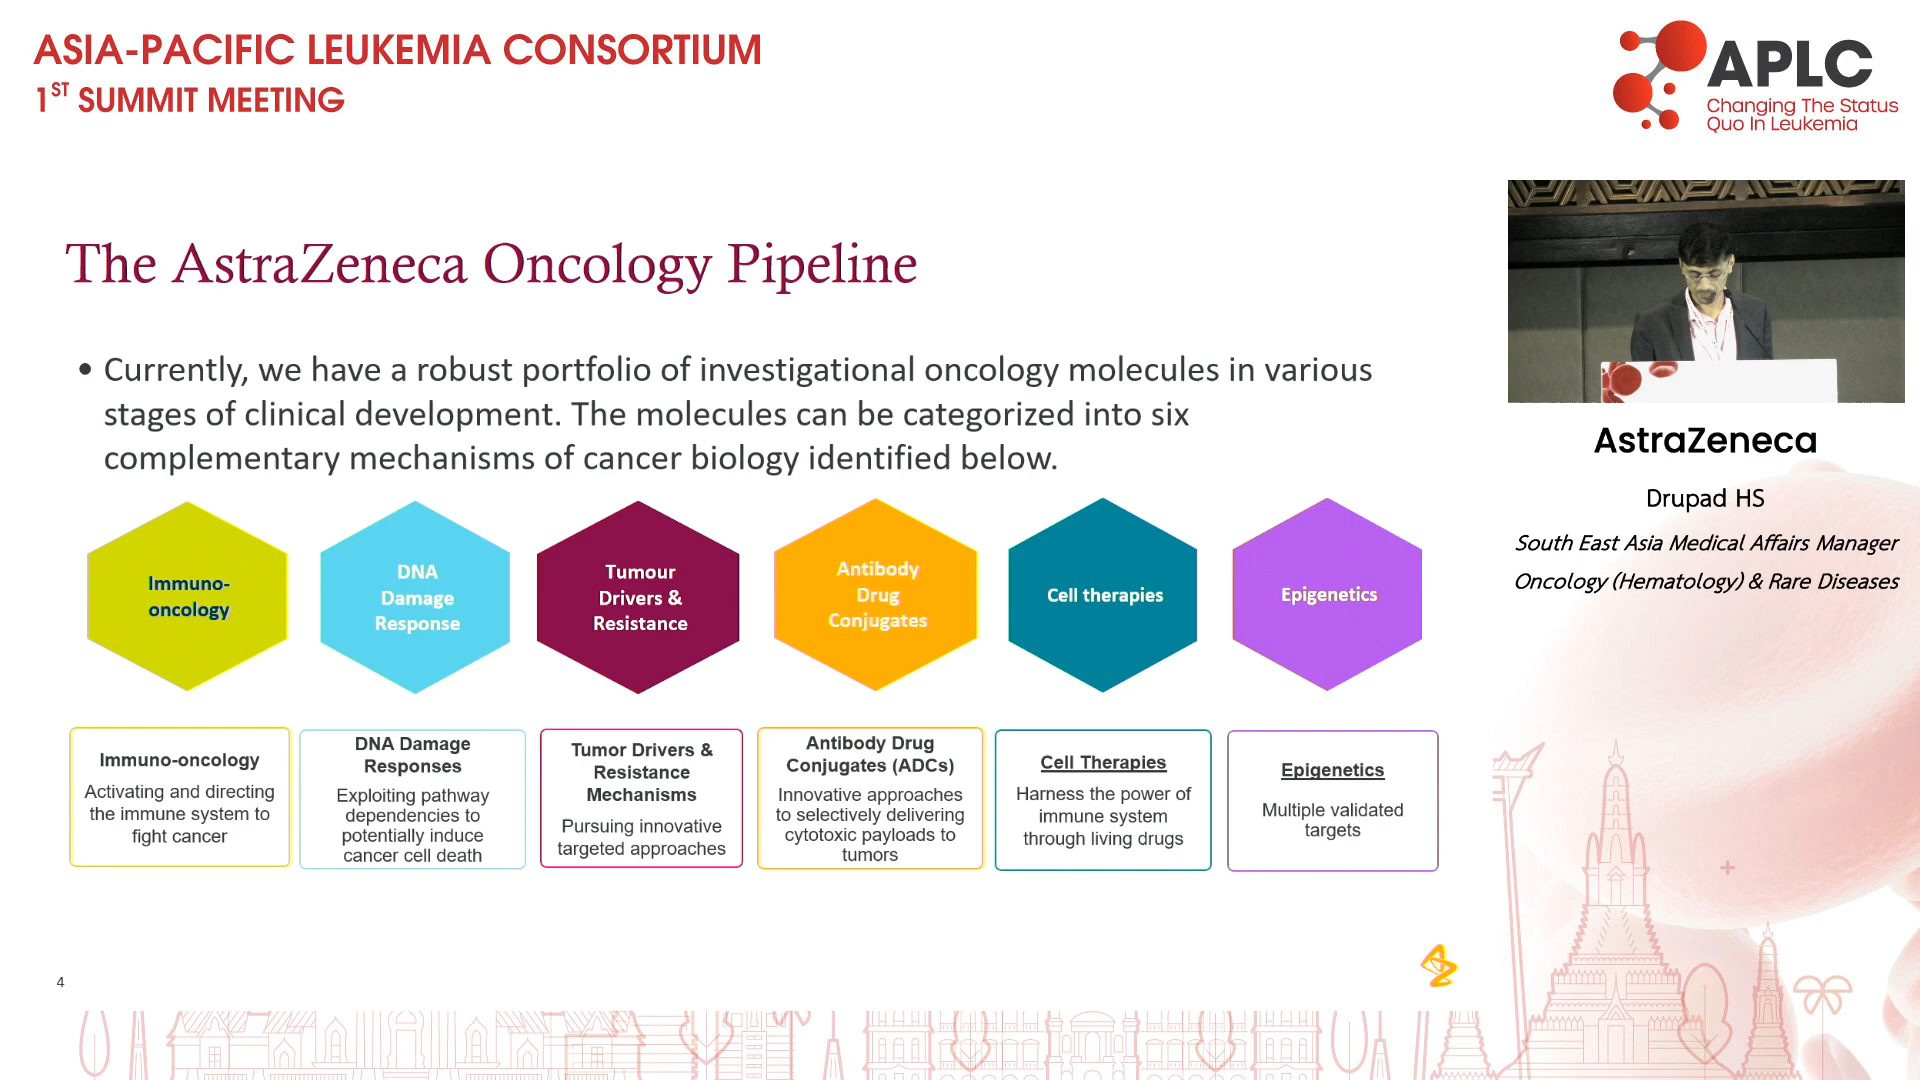 ASIA-PACIFIC LEUKEMIA CONSORTIUM
1ST SUMMIT MEETING
APLC
Changing The Status
Quo In Leukemia
The AstraZeneca Oncology Pipeline
• Currently, we have a robust portfolio of investigational oncology molecules in various
stages of clinical development. The molecules can be categorized into six
complementary mechanisms of cancer biology identified below.
Immuno-
oncology
DNA
Damage
Response
Tumour
Drivers &
Resistance
Antibody
Drug
Conjugates
Cell therapies
Epigenetics
Immuno-oncology
Activating and directing
the immune system to
fight cancer
DNA Damage
Responses
Exploiting pathway
dependencies to
potentially induce
cancer cell death
Tumor Drivers &
Resistance
Mechanisms
Pursuing innovative
targeted approaches
Antibody Drug
Conjugates (ADCs)
Innovative approaches
to selectively delivering
cytotoxic payloads to
tumors
Cell Therapies
Harness the power of
immune system
through living drugs
Epigenetics
Multiple validated
targets
4
AstraZeneca
Drupad HS
South East Asia Medical Affairs Manager
Oncology (Hematology) & Rare Diseases